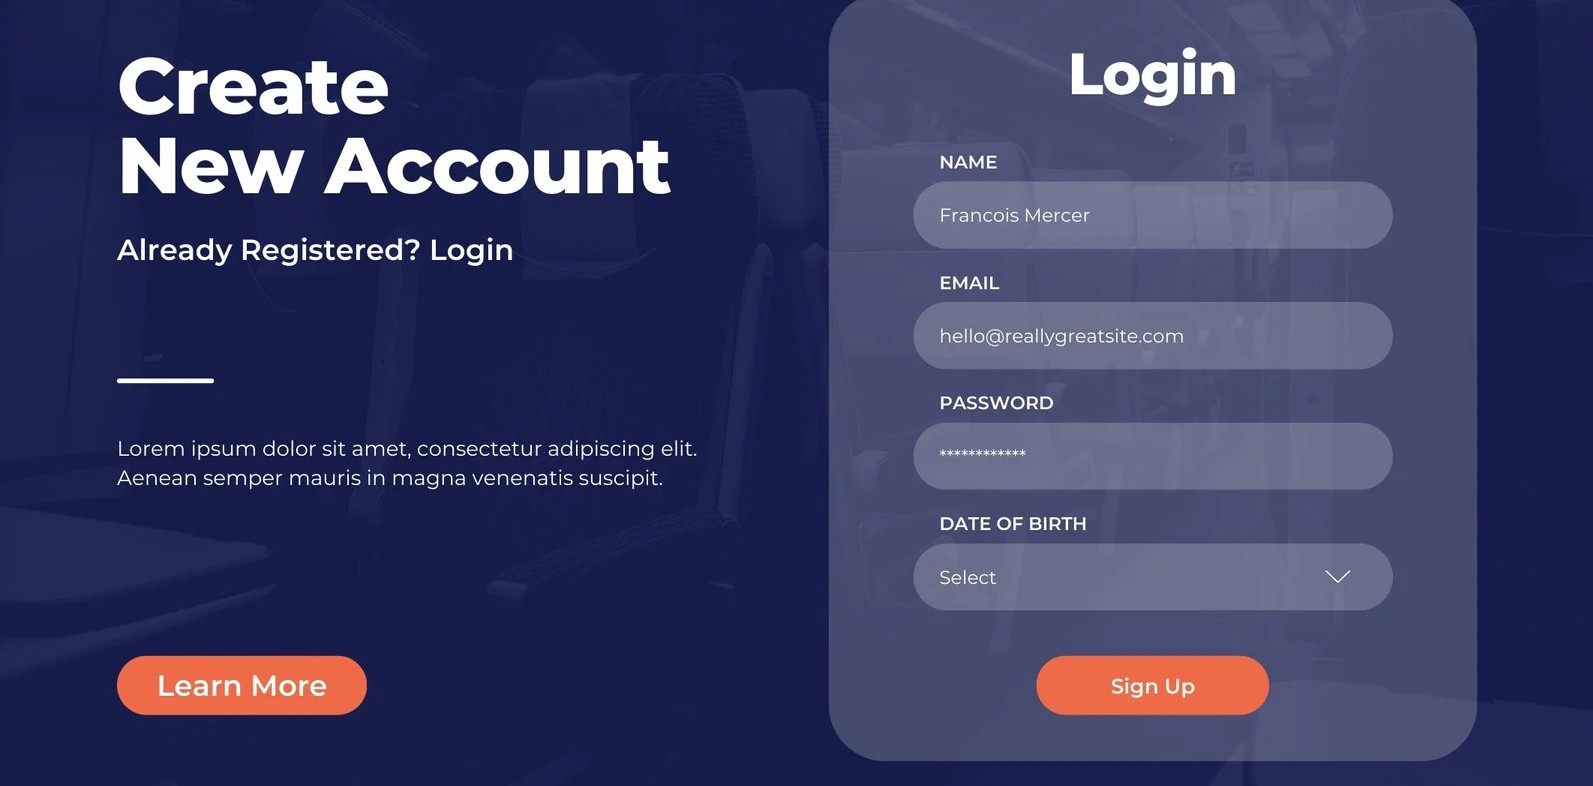 Create
New Account
Already Registered? Login
Lorem ipsum dolor sit amet, consectetur adipiscing elit.
Aenean semper mauris in magna venenatis suscipit.
Learn More
Login
NAME
Francois Mercer
EMAIL
hello@reallygreatsite.com
PASSWORD
************
DATE OF BIRTH
Select
Sign Up